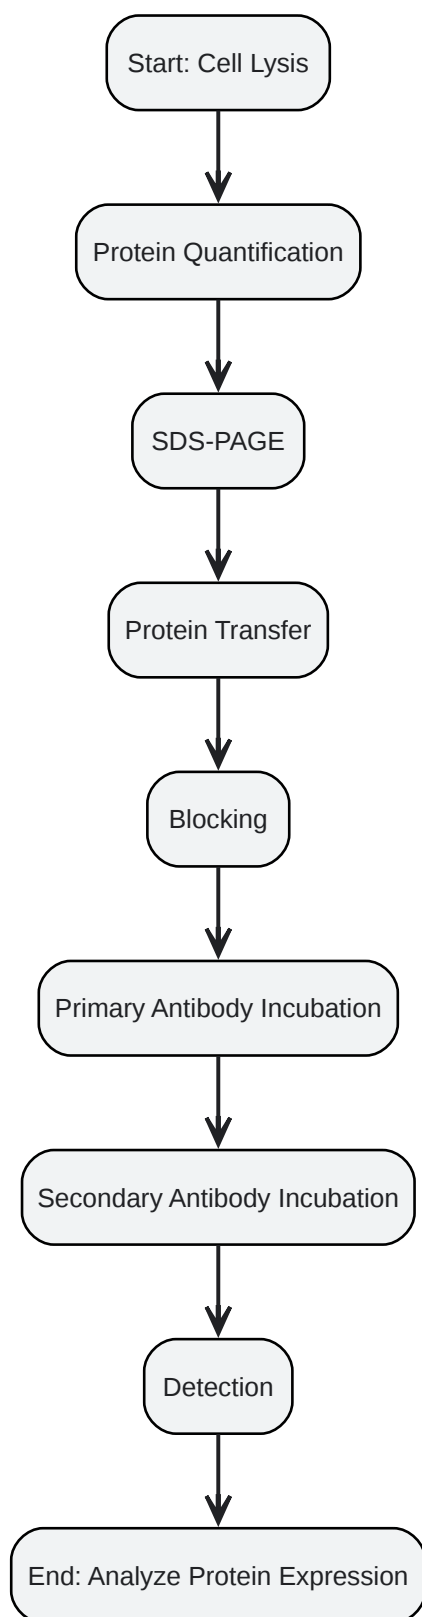 Start: Cell Lysis
Protein Quantification
SDS-PAGE
Protein Transfer
Blocking
Primary Antibody Incubation
Secondary Antibody Incubation
Detection
End: Analyze Protein Expression